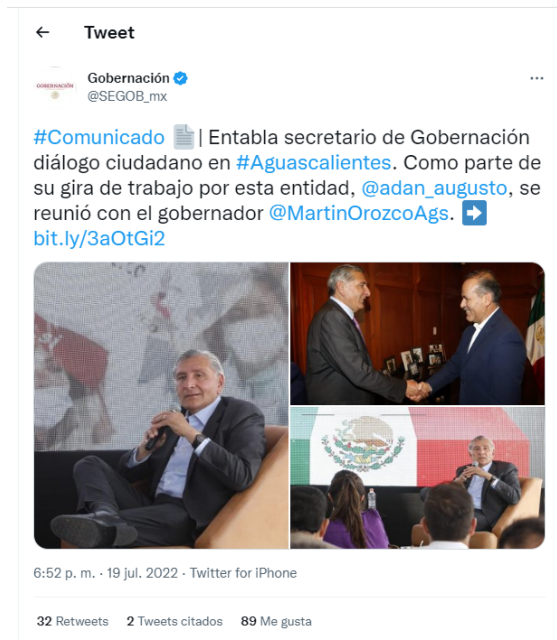 Tweet
Gobernación
GOBERNACIÓN
@SEGOB_mx
#Comunicado | Entabla secretario de Gobernación
diálogo ciudadano en #Aguascalientes. Como parte de
su gira de trabajo por esta entidad, @adan_augusto, se
reunió con el gobernador @MartinOrozcoAgs. ➡
bit.ly/3aOtGi2
6:52 p. m. · 19 jul. 2022 · Twitter for iPhone
32 Retweets 2 Tweets citados 89 Me gusta